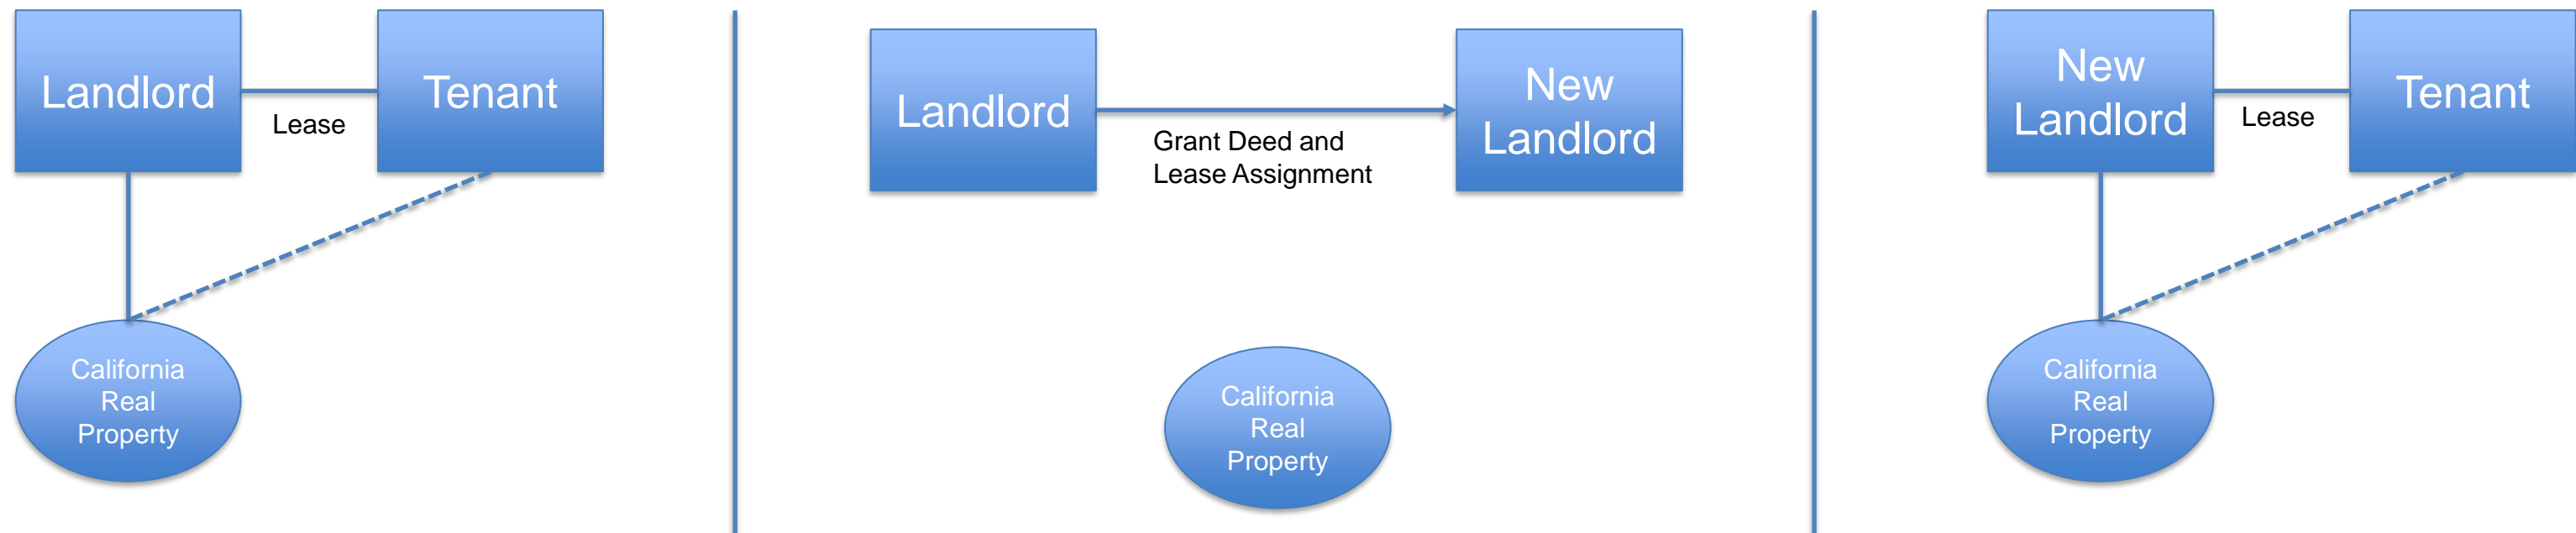 Landlord
Lease
Tenant
California
Real
Property
Landlord
Grant Deed and
Lease Assignment
New
Landlord
California
Real
Property
New
Landlord
Lease
Tenant
California
Real
Property